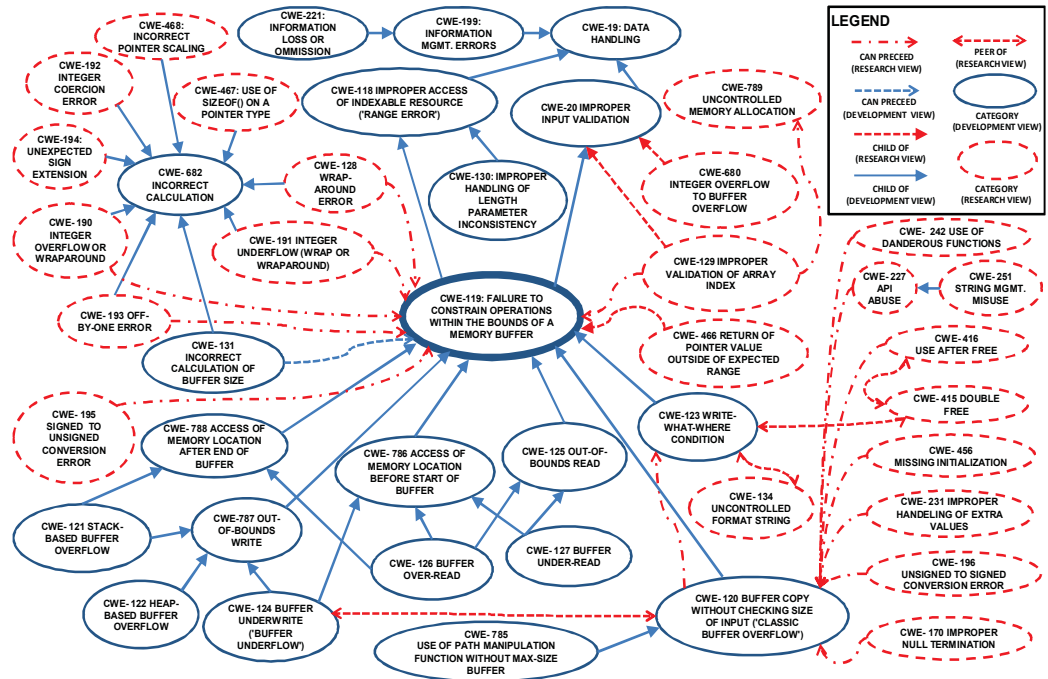 CWE-468:
INCORRECT
POINTER SCALING
CWE-221:
INFORMATION
LOSS OR
OMMISSION
CWE-199:
INFORMATION
MGMT. ERRORS
CWE-19: DATA
HANDLING
LEGEND
CAN PRECEED
(RESEARCH VIEW)
PEER OF
(RESEARCH VIEW)
CAN PRECEED
(DEVELOPMENT VIEW)
CATEGORY
(DEVELOPMENT VIEW)
CHILD OF
(RESEARCH VIEW)
CHILD OF
(DEVELOPMENT VIEW)
CATEGORY
(RESEARCH VIEW)
CWE-192
INTEGER
COERCION
ERROR
CWE-467: USE OF
SIZEOF() ON A
POINTER TYPE
CWE-118 IMPROPER ACCESS
OF INDEXABLE RESOURCE
('RANGE ERROR')
CWE-20 IMPROPER
INPUT VALIDATION
CWE-789
UNCONTROLLED
MEMORY ALLOCATION
CWE-194:
UNEXPECTED
SIGN
EXTENSION
CWE- 682
INCORRECT
CALCULATION
CWE-128
WRAP-
AROUND
ERROR
CWE-130: IMPROPER
HANDLING OF
LENGTH
PARAMETER
INCONSISTENCY
CWE-680
INTEGER OVERFLOW
TO BUFFER
OVERFLOW
CWE-190
INTEGER
OVERFLOW OR
WRAPAROUND
CWE-191 INTEGER
UNDERFLOW (WRAP OR
WRAPAROUND)
CWE-129 IMPROPER
VALIDATION OF ARRAY
INDEX
CWE- 242 USE OF
DANDEROUS FUNCTIONS
CWE-227
API
ABUSE
CWE-251
STRING MGMT.
MISUSE
CWE-193 OFF-
BY-ONE ERROR
CWE-119: FAILURE TO
CONSTRAIN OPERATIONS
WITHIN THE BOUNDS OF A
MEMORY BUFFER
CWE-131
INCORRECT
CALCULATION
OF BUFFER SIZE
CWE- 466 RETURN OF
POINTER VALUE
OUTSIDE OF EXPECTED
RANGE
CWE-416
USE AFTER FREE
CWE- 195
SIGNED TO
UNSIGNED
CONVERSION
ERROR
CWE- 788 ACCESS OF
MEMORY LOCATION
AFTER END OF
BUFFER
CWE- 786 ACCESS OF
MEMORY LOCATION
BEFORE START OF
BUFFER
CWE- 125 OUT-OF-
BOUNDS READ
CWE-123 WRITE-
WHAT-WHERE
CONDITION
CWE- 415 DOUBLE
FREE
CWE- 456
MISSING INITIALIZATION
CWE- 134
UNCONTROLLED
FORMAT STRING
CWE- 231 IMPROPER
HANDELING OF EXTRA
VALUES
CWE- 121 STACK-
BASED BUFFER
OVERFLOW
CWE-787 OUT-
OF-BOUNDS
WRITE
CWE- 126 BUFFER
OVER-READ
CWE- 127 BUFFER
UNDER-READ
CWE- 196
UNSIGNED TO SIGNED
CONVERSION ERROR
CWE- 122 HEAP-
BASED BUFFER
OVERFLOW
CWE- 124 BUFFER
UNDERWRITE
('BUFFER
UNDERFLOW')
CWE- 120 BUFFER COPY
WITHOUT CHECKING SIZE
OF INPUT ('CLASSIC
BUFFER OVERFLOW')
CWE- 785
USE OF PATH MANIPULATION
FUNCTION WITHOUT MAX-SIZE
BUFFER
CWE- 170 IMPROPER
NULL TERMINATION